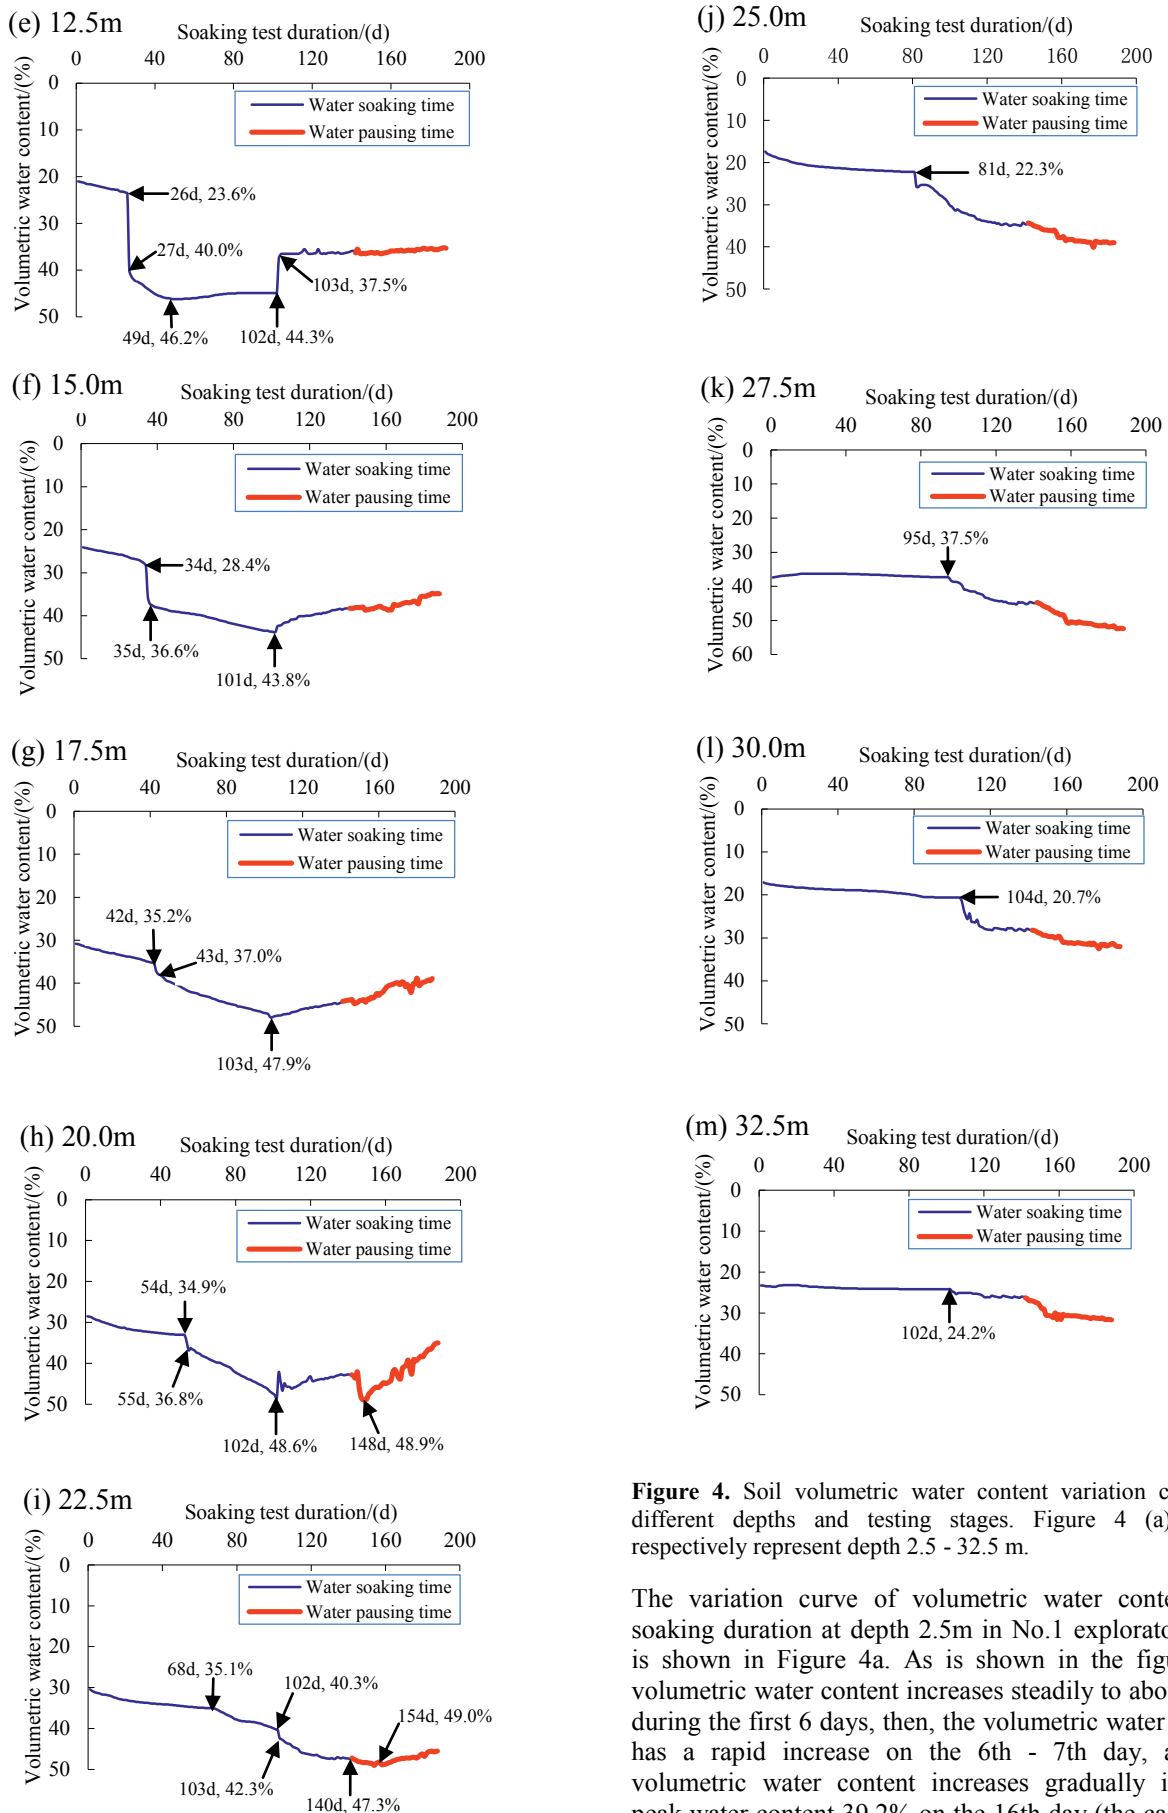 (e) 12.5m
Soaking test duration/(d)
0 40 80 120 160 200
Volumetric water content/(%)
0
10
20
30
40
50
Water soaking time
Water pausing time
26d, 23.6%
27d, 40.0%
103d, 37.5%
49d, 46.2%
102d, 44.3%
(f) 15.0m
Soaking test duration/(d)
0 40 80 120 160 200
Volumetric water content/(%)
0
10
20
30
40
50
Water soaking time
Water pausing time
34d, 28.4%
35d, 36.6%
101d, 43.8%
(g) 17.5m
Soaking test duration/(d)
0 40 80 120 160 200
Volumetric water content/(%)
0
10
20
30
40
50
Water soaking time
Water pausing time
42d, 35.2%
43d, 37.0%
103d, 47.9%
(h) 20.0m
Soaking test duration/(d)
0 40 80 120 160 200
Volumetric water content/(%)
0
10
20
30
40
50
Water soaking time
Water pausing time
54d, 34.9%
55d, 36.8%
102d, 48.6%
148d, 48.9%
(i) 22.5m
Soaking test duration/(d)
0 40 80 120 160 200
Volumetric water content/(%)
0
10
20
30
40
50
Water soaking time
Water pausing time
68d, 35.1%
102d, 40.3%
154d, 49.0%
103d, 42.3%
140d, 47.3%
(j) 25.0m
Soaking test duration/(d)
0 40 80 120 160 200
Volumetric water content/(%)
0
10
20
30
40
50
Water soaking time
Water pausing time
81d, 22.3%
(k) 27.5m
Soaking test duration/(d)
0 40 80 120 160 200
Volumetric water content/(%)
0
10
20
30
40
50
60
Water soaking time
Water pausing time
95d, 37.5%
(l) 30.0m
Soaking test duration/(d)
0 40 80 120 160 200
Volumetric water content/(%)
0
10
20
30
40
50
Water soaking time
Water pausing time
104d, 20.7%
(m) 32.5m
Soaking test duration/(d)
0 40 80 120 160 200
Volumetric water content/(%)
0
10
20
30
40
50
Water soaking time
Water pausing time
102d, 24.2%
Figure 4. Soil volumetric water content variation c
different depths and testing stages. Figure 4 (a)
respectively represent depth 2.5 - 32.5 m.
The variation curve of volumetric water conte
soaking duration at depth 2.5m in No.1 explorato
is shown in Figure 4a. As is shown in the figu
volumetric water content increases steadily to abo
during the first 6 days, then, the volumetric water
has a rapid increase on the 6th - 7th day, a
volumetric water content increases gradually i
peak water content 39.2% on the 16th day (the